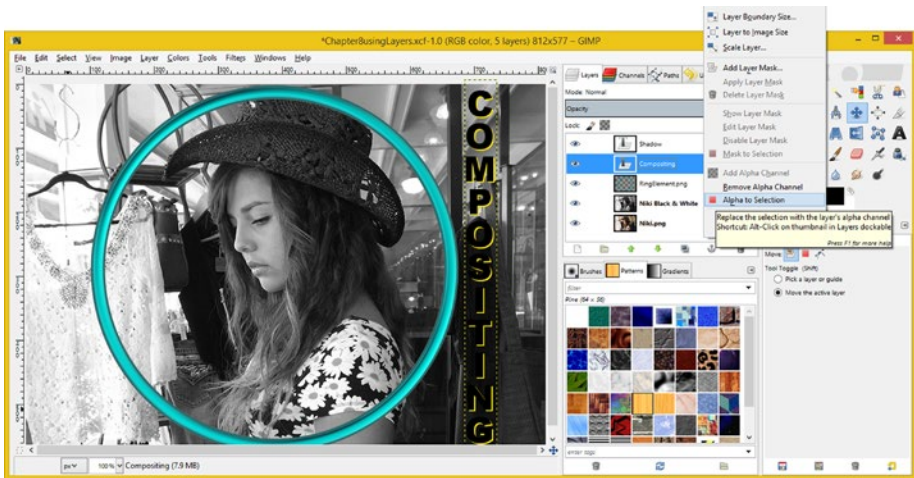 Layer Boundary Size...
Layer to Image Size
Scale Layer...
*Chapter8usingLayers.xcf-1.0 (RGB color, 5 layers) 812x577 – GIMP
File Edit Select View Image Layer Colors Tools Filters Windows Help
Layers Channels Paths
Add Layer Mask...
Apply Layer Mask
Delete Layer Mask
Mode: Normal
Opacity
Lock:
Show Layer Mask
Edit Layer Mask
Disable Layer Mask
Mask to Selection
Shadow
Compositing
RingElement.png
Niki Black & White
Niki.png
Add Alpha Channel
Remove Alpha Channel
Alpha to Selection
Replace the selection with the layer's alpha channel
Shortcut: Alt-Click on thumbnail in Layers dockable
Press F1 for more help
COMPOSITING
Move:
Tool Toggle (Shift)
Pick a layer or guide
Move the active layer
Brushes Patterns Gradients
filter
Pine (64 × 56)
enter tags
px 100% Compositing (7.9 MB)